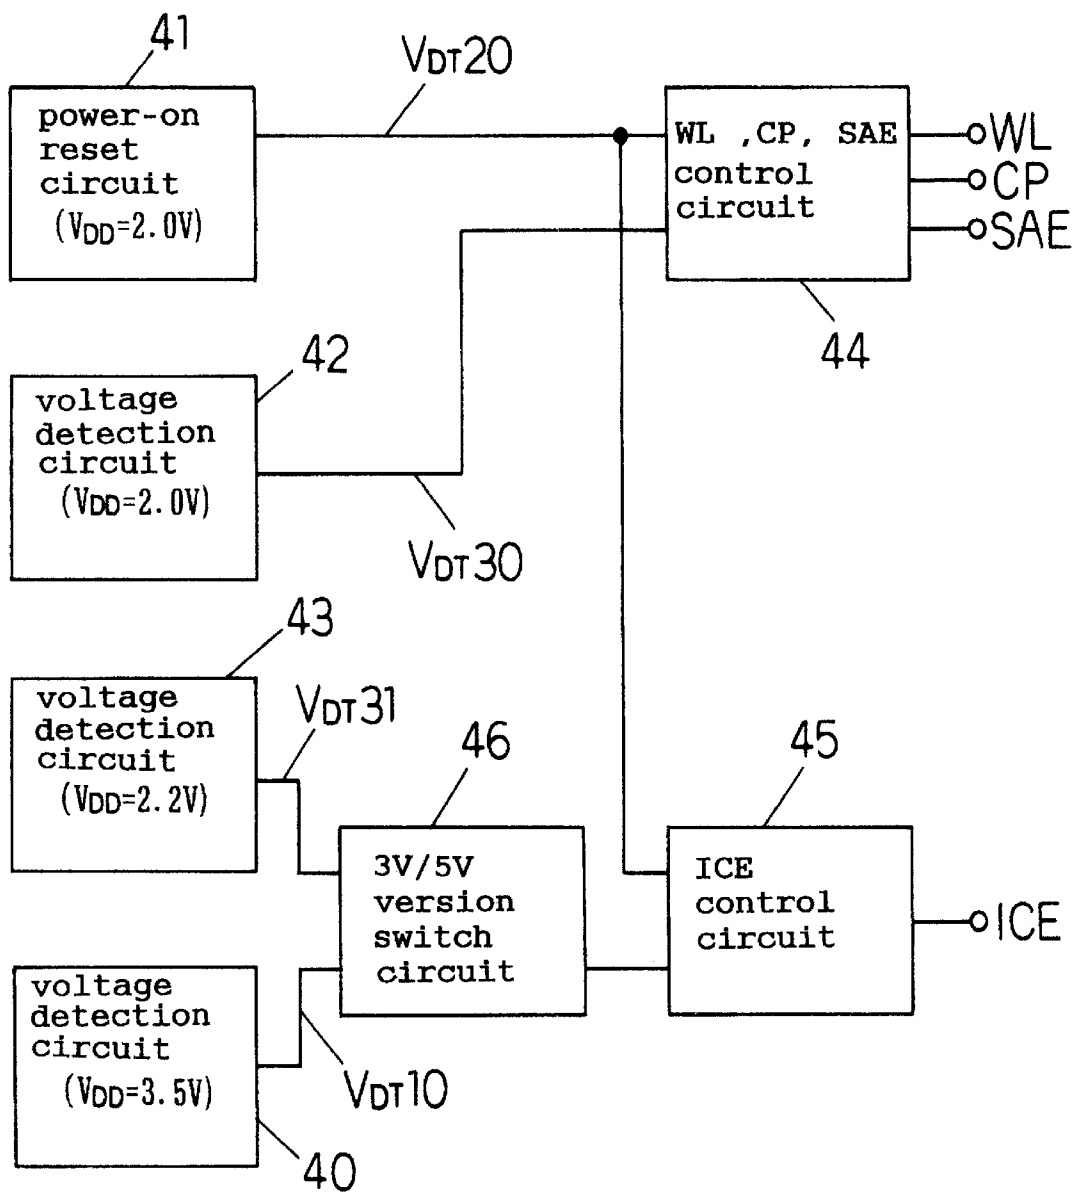 41
VDT20
power-on
reset
circuit
(VDD=2.0V)
WL ,CP, SAE
control
circuit
WL
CP
SAE
44
42
voltage
detection
circuit
(VDD=2.0V)
VDT30
43
voltage
detection
circuit
(VDD=2.2V)
VDT31
46
3V/5V
version
switch
circuit
45
ICE
control
circuit
ICE
voltage
detection
circuit
(VDD=3.5V)
VDT10
40